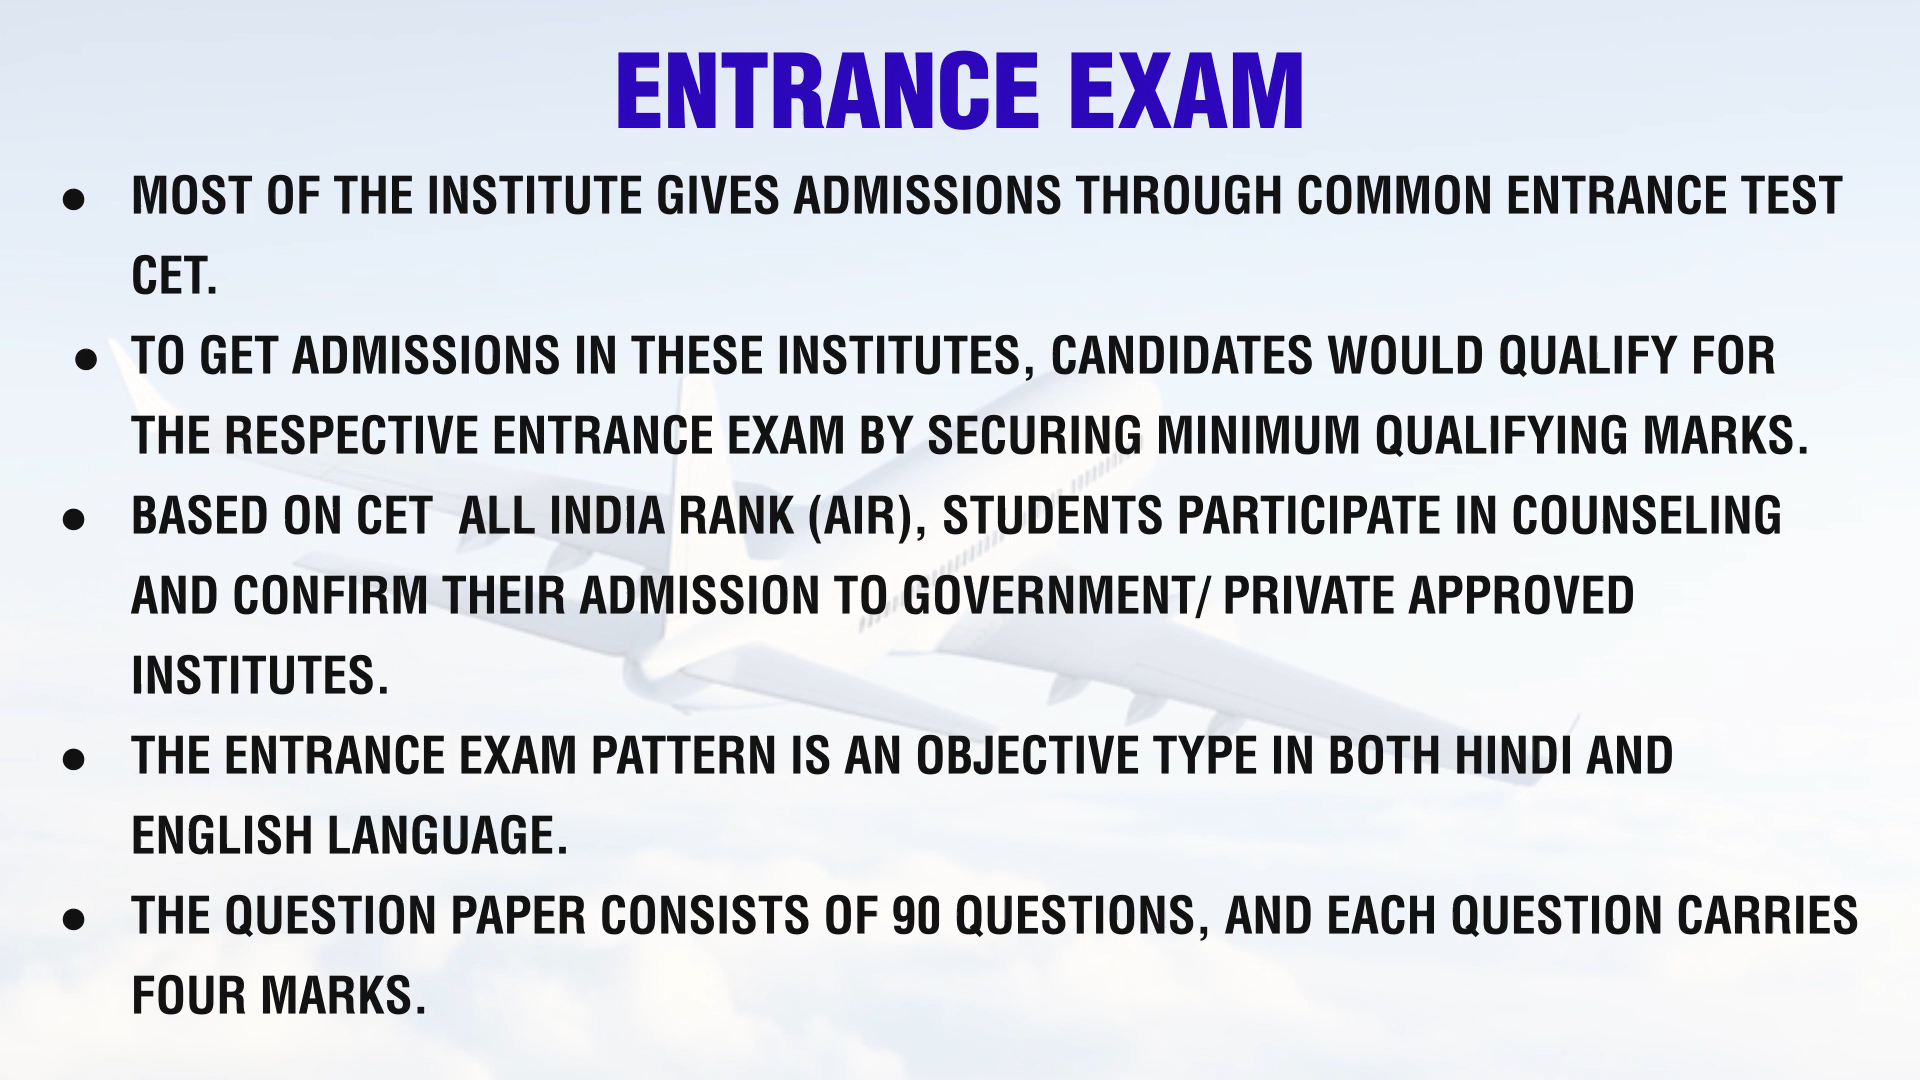 ENTRANCE EXAM
● MOST OF THE INSTITUTE GIVES ADMISSIONS THROUGH COMMON ENTRANCE TEST
CET.
● TO GET ADMISSIONS IN THESE INSTITUTES, CANDIDATES WOULD QUALIFY FOR
THE RESPECTIVE ENTRANCE EXAM BY SECURING MINIMUM QUALIFYING MARKS.
● BASED ON CET  ALL INDIA RANK (AIR), STUDENTS PARTICIPATE IN COUNSELING
AND CONFIRM THEIR ADMISSION TO GOVERNMENT/ PRIVATE APPROVED
INSTITUTES.
● THE ENTRANCE EXAM PATTERN IS AN OBJECTIVE TYPE IN BOTH HINDI AND
ENGLISH LANGUAGE.
● THE QUESTION PAPER CONSISTS OF 90 QUESTIONS, AND EACH QUESTION CARRIES
FOUR MARKS.